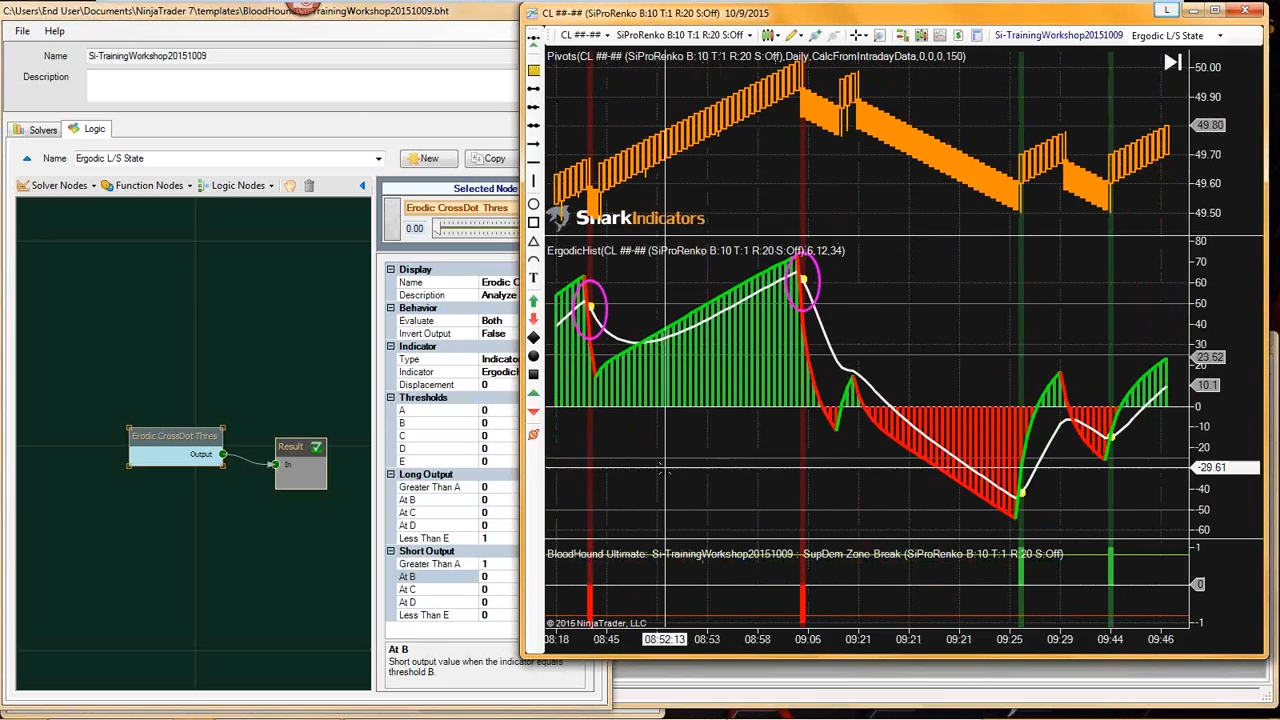 C:\Users\End User\Documents\NinjaTrader 7\templates\BloodHound\Si-TrainingWorkshop20151009.bht
File Help
Name Si-TrainingWorkshop20151009
Description
Solvers Logic
Name Ergodic L/S State New Copy
Solver Nodes Function Nodes Logic Nodes
Selected Node
Erodic CrossDot Thres
0.00
Display
Name Erodic
Description Analyze
Behavior
Evaluate Both
Invert Output False
Indicator
Type Indicator
Indicator Ergodic
Displacement 0
Thresholds
A 0
B 0
C 0
D 0
E 0
Long Output
Greater Than A 0
At B 0
At C 0
At D 0
Less Than E 1
Short Output
Greater Than A 1
At B 0
At C 0
At D 0
Less Than E 0
At B
Short output value when the indicator equals
threshold B.
Erodic CrossDot Thres
Output
Result
In
CL ##-## (SiProRenko B:10 T:1 R:20 S:Off) 10/9/2015
L
CL ##-## SiProRenko B:10 T:1 R:20 S:Off Si-TrainingWorkshop20151009 Ergodic L/S State
Pivots(CL ##-## (SiProRenko B:10 T:1 R:20 S:Off),Daily,CalcFromIntradayData,0,0,0,150)
50.00
49.90
49.80
49.70
49.60
49.50
SharkIndicators
T
ErgodicHist(CL ##-## (SiProRenko B:10 T:1 R:20 S:Off),6,12,34)
80
70
60
50
40
30
23.52
10.1
0
-10
-20
-29.61
-40
-50
-60
BloodHound Ultimate: Si-TrainingWorkshop20151009 : SupDem Zone Break (SiProRenko B:10 T:1 R:20 S:Off)
1
0
-1
© 2015 NinjaTrader, LLC
08:18 08:45 08:52:13 08:53 08:58 09:06 09:21 09:21 09:21 09:25 09:29 09:44 09:46